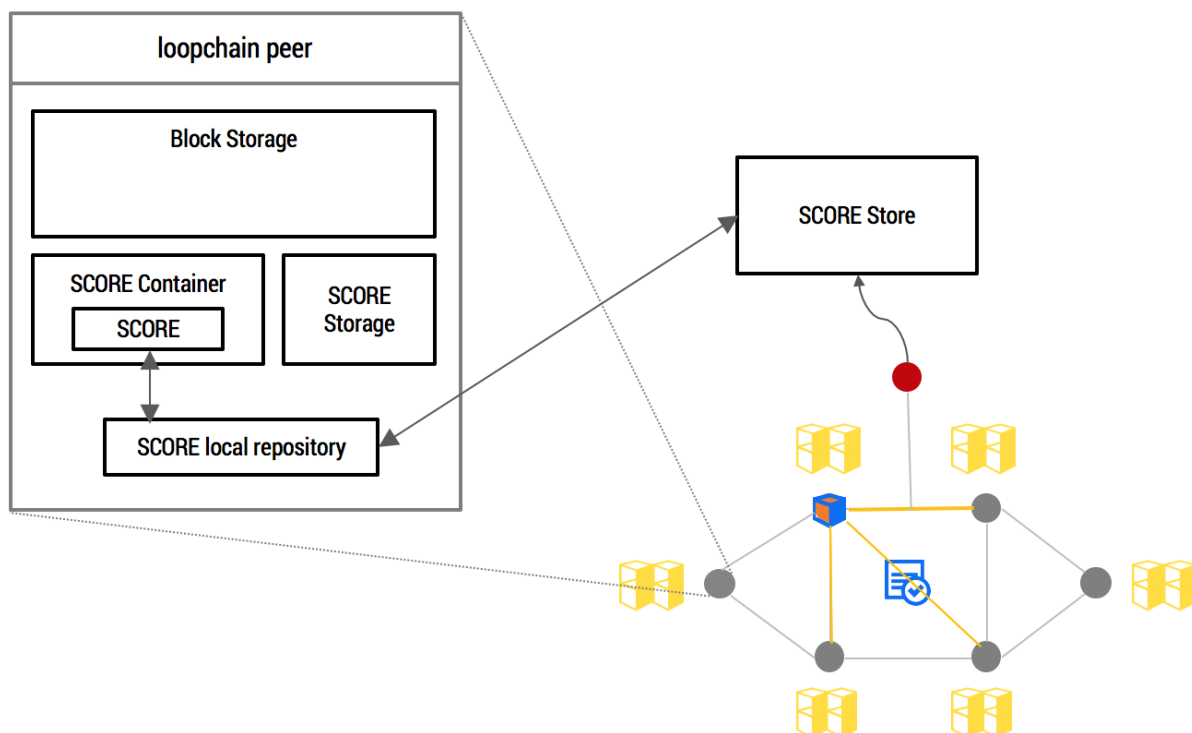 loopchain peer
Block Storage
SCORE Container
SCORE
SCORE
Storage
SCORE local repository
SCORE Store